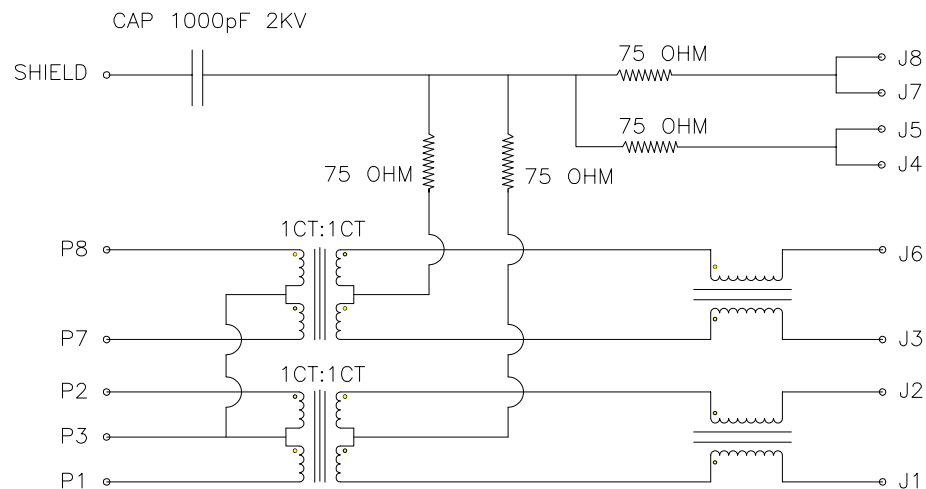 CAP 1000pF 2KV
SHIELD
75 OHM
J8
J7
75 OHM
J5
J4
75 OHM
75 OHM
1CT:1CT
P8
J6
P7
J3
1CT:1CT
P2
J2
P3
P1
J1